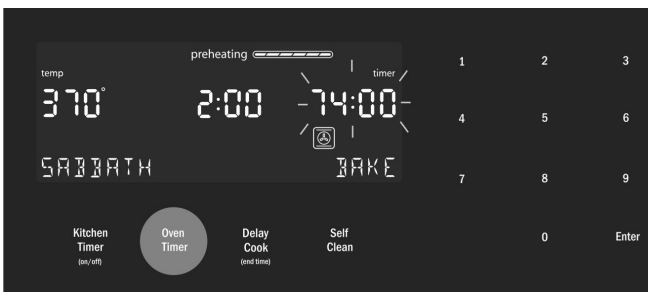 preheating
temp
timer
370°
2:00
74:00
SABBATH
BAKE
Kitchen
Timer
(on/off)
Oven
Timer
Delay
Cook
(end time)
Self
Clean
1 2 3
4 5 6
7 8 9
0 Enter